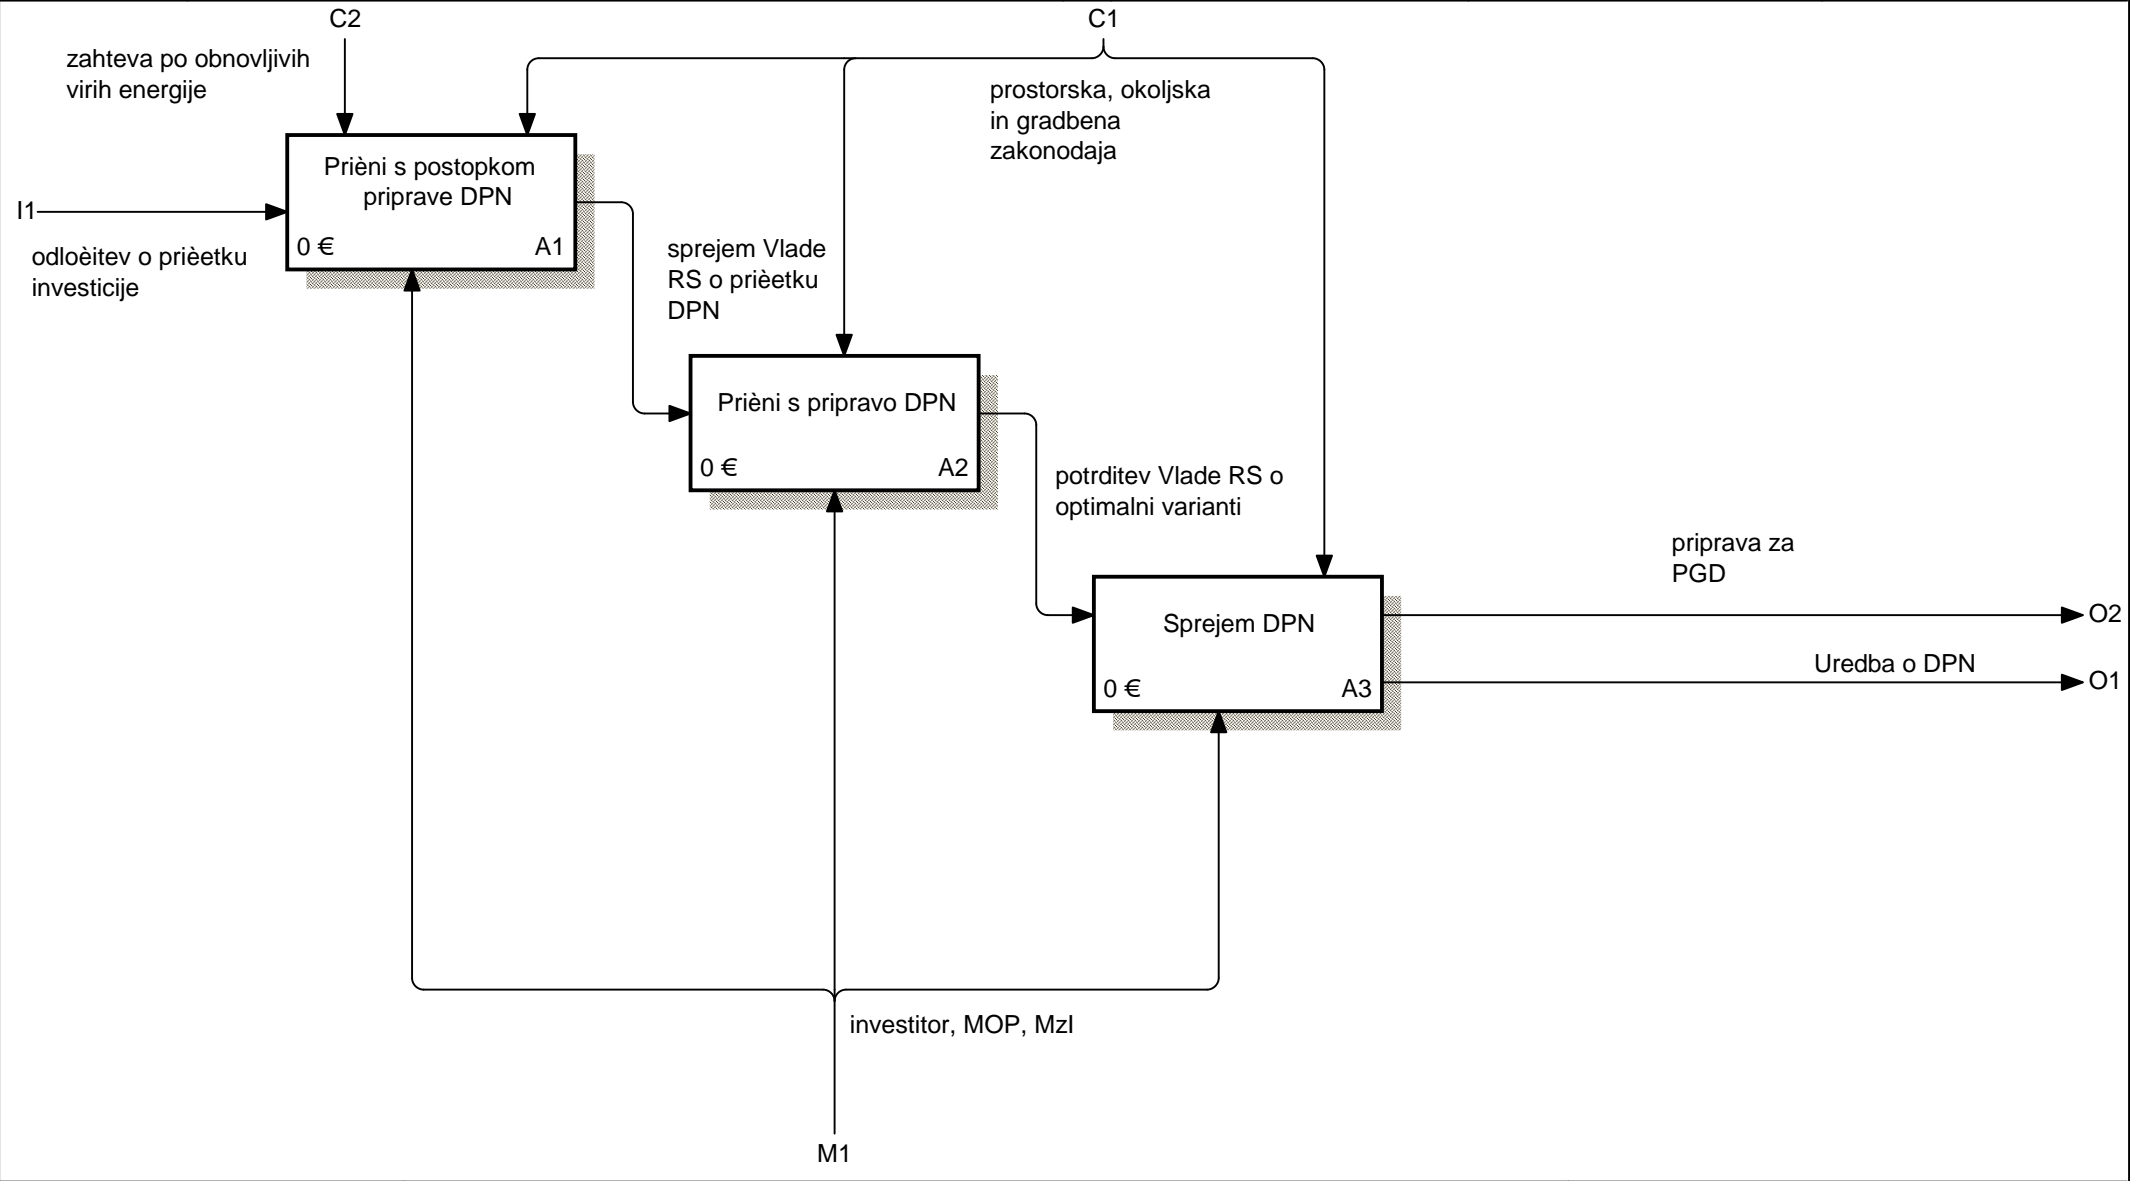 C2
C1
zahteva po obnovljivih
virih energije
prostorska, okoljska
in gradbena
zakonodaja
Prièni s postopkom
priprave DPN
0 € A1
I1
odloèitev o prièetku
investicije
sprejem Vlade
RS o prièetku
DPN
Prièni s pripravo DPN
0 € A2
potrditev Vlade RS o
optimalni varianti
priprava za
PGD
Sprejem DPN
0 € A3
O2
Uredba o DPN
O1
investitor, MOP, MzI
M1